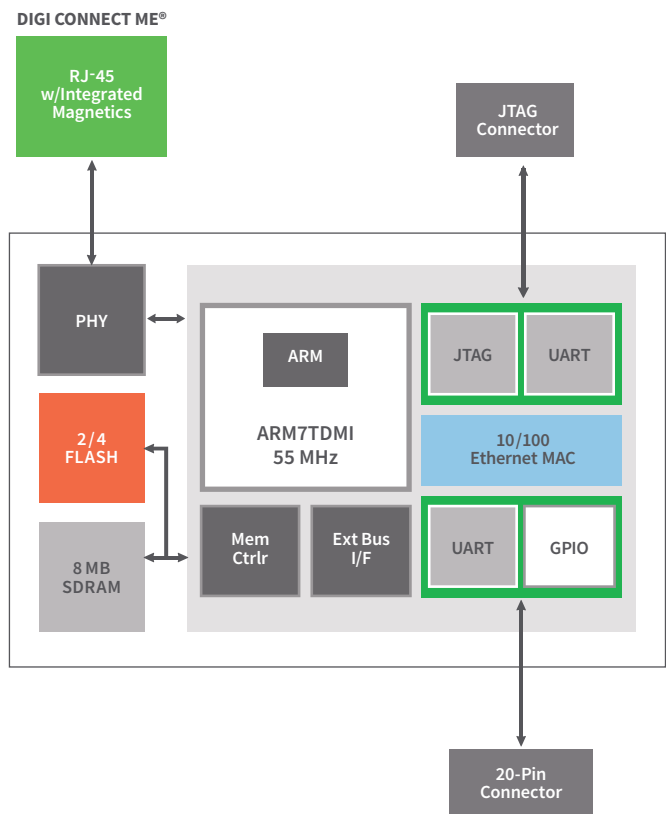 DIGI CONNECT ME®
RJ-45
w/Integrated
Magnetics
JTAG
Connector
PHY
ARM
ARM7TDMI
55 MHz
JTAG
UART
2/4
FLASH
10/100
Ethernet MAC
8 MB
SDRAM
Mem
Ctrlr
Ext Bus
I/F
UART
GPIO
20-Pin
Connector